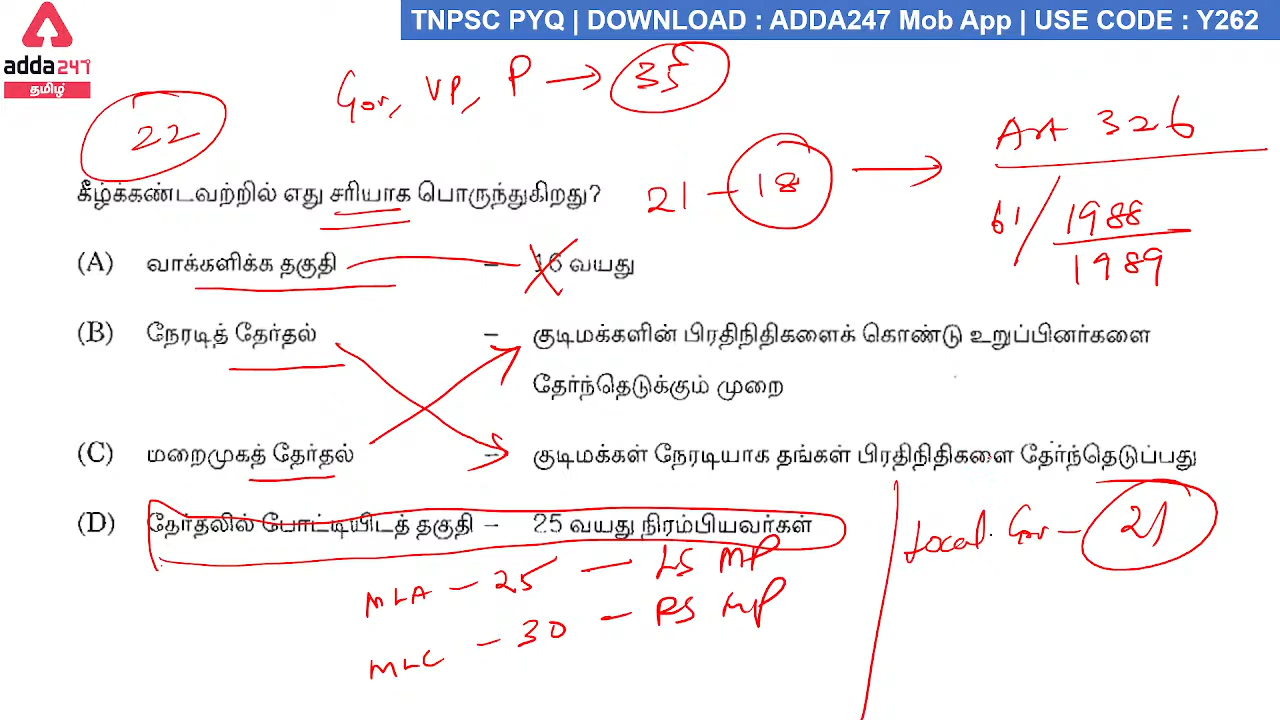 TNPSC PYQ | DOWNLOAD : ADDA247 Mob App | USE CODE : Y262
adda247
தமிழ்
Gov, VP, P → 35
22
Art 326
21 – 18
61 / 1988
1989
கீழ்க்கண்டவற்றில் எது சரியாக பொருந்துகிறது?
(A) வாக்களிக்க தகுதி – 16 வயது
(B) நேரடித் தேர்தல் – குடிமக்களின் பிரதிநிதிகளைக் கொண்டு உறுப்பினர்களை
தேர்ந்தெடுக்கும் முறை
(C) மறைமுகத் தேர்தல் – குடிமக்கள் நேரடியாக தங்கள் பிரதிநிதிகளை தேர்ந்தெடுப்பது
(D) தேர்தலில் போட்டியிடத் தகுதி – 25 வயது நிரம்பியவர்கள்
Local. Gov – 21
MLA – 25 – LS MP
MLC – 30 – RS MP